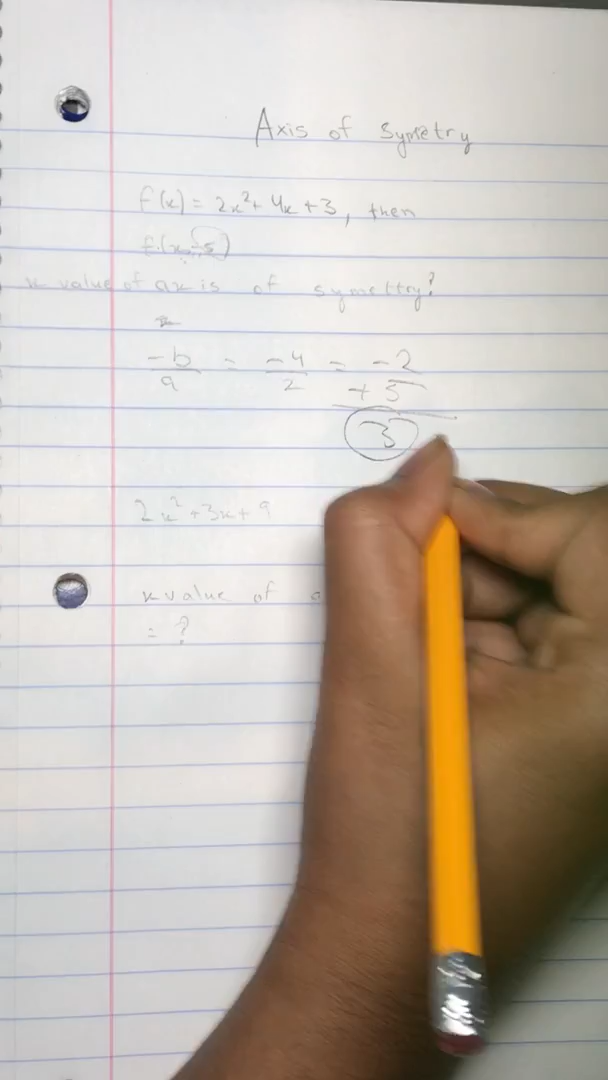 Axis of Symetry
f(x) = 2x²+ 4x +3, then
f(x-5)
x value of axis of symettry?
-b/a = -4/2 = -2
+5
3
2x² +3x + 9
x value of
= ?